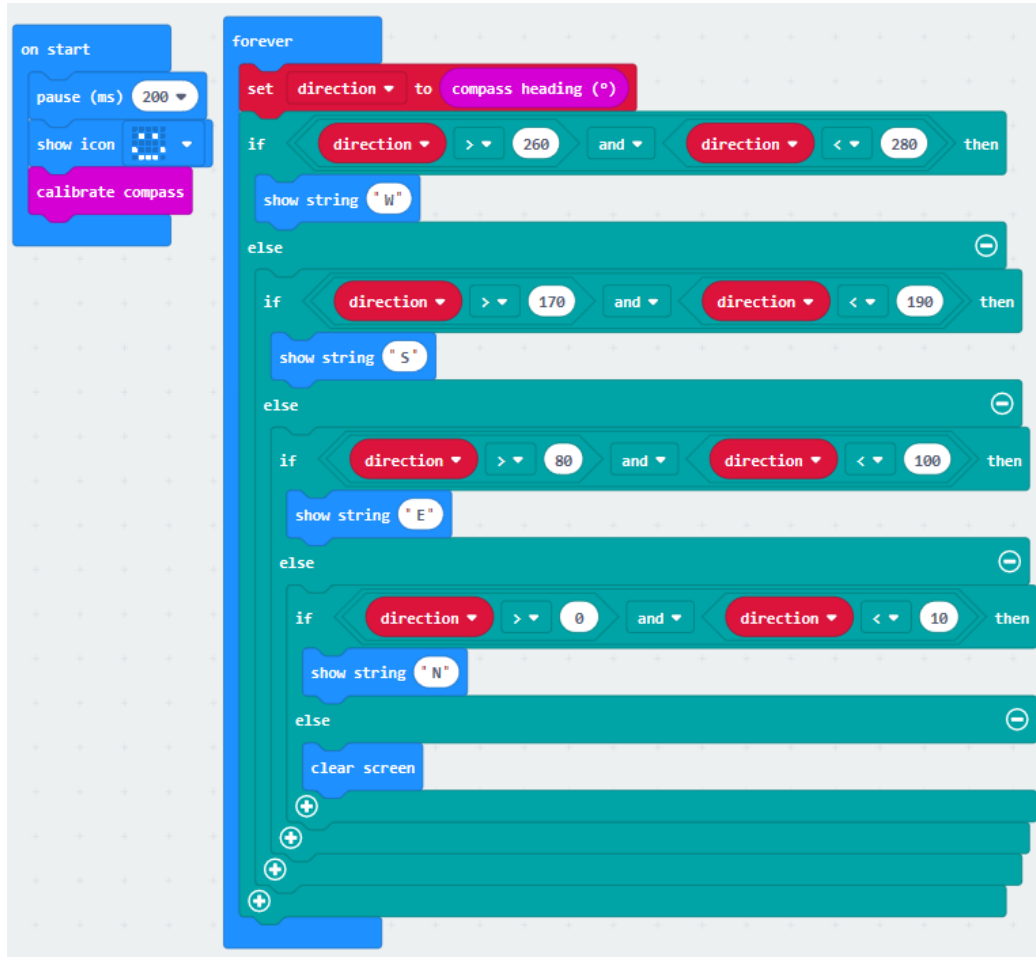 on start
pause (ms) 200
show icon
calibrate compass
forever
set direction to compass heading (°)
if direction > 260 and direction < 280 then
show string "W"
else
if direction > 170 and direction < 190 then
show string "S"
else
if direction > 80 and direction < 100 then
show string "E"
else
if direction > 0 and direction < 10 then
show string "N"
else
clear screen